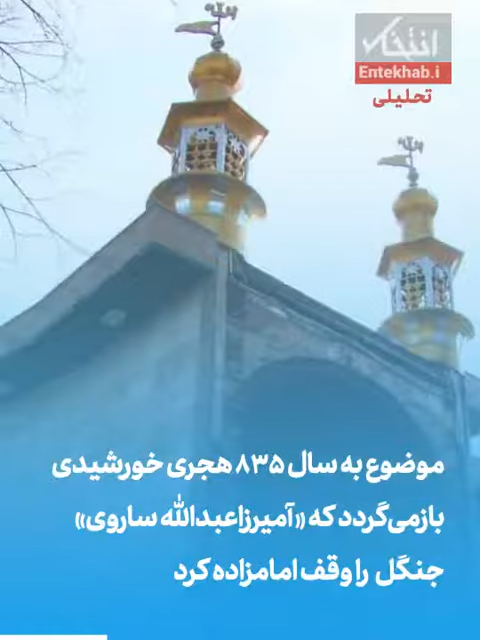 انتخاب
Entekhab.i
تحلیلی
موضوع به سال ۸۳۵ هجری خورشیدی
بازمی‌گردد که «آمیرزاعبدالله ساروی»
جنگل را وقف امامزاده کرد